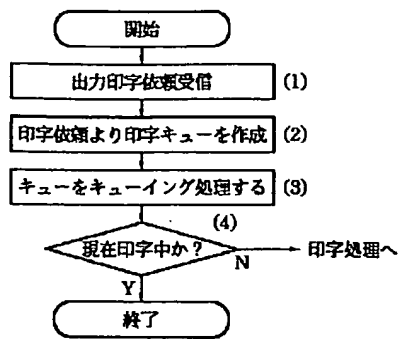 開始
出力印字依頼受信 (1)
印字依頼より印字キューを作成 (2)
キューをキューイング処理する (3)
(4)
現在印字中か？
N
印字処理へ
Y
終了